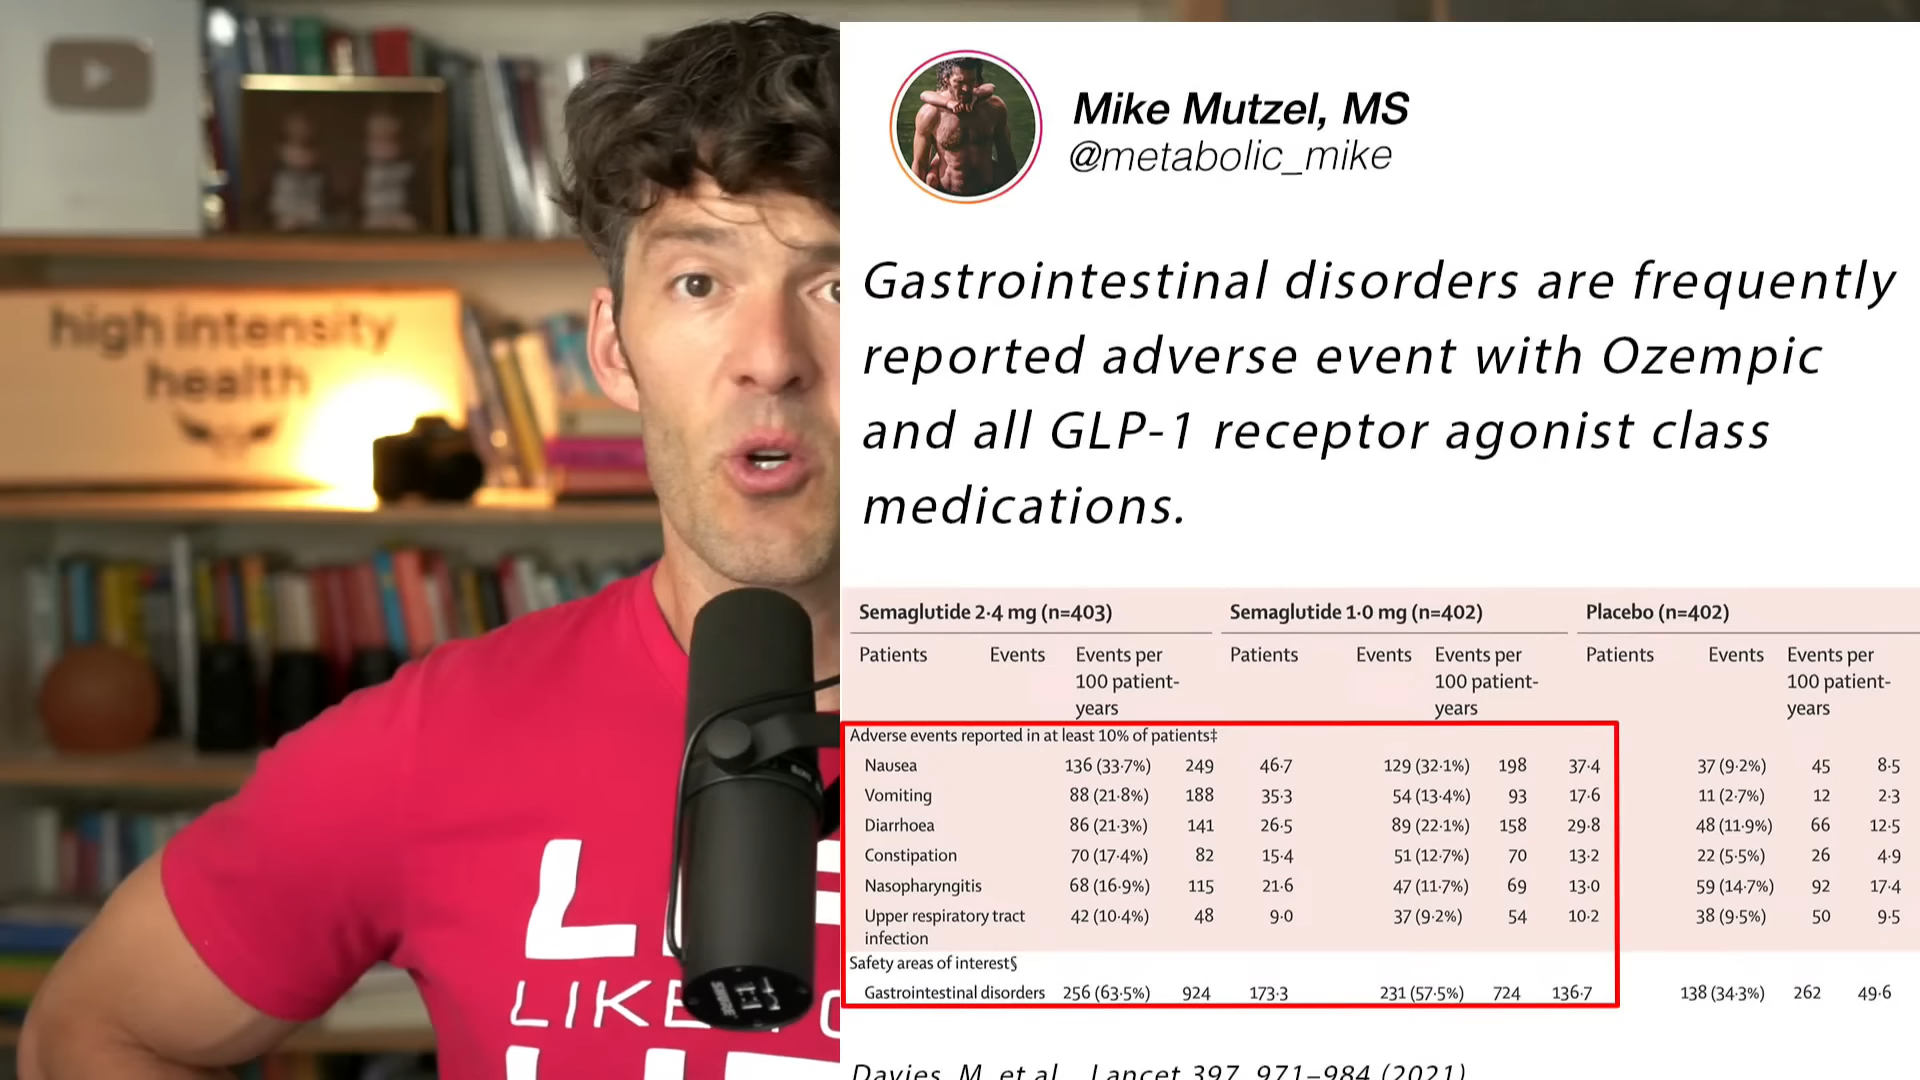 high intensity
health
L
LIKE
Mike Mutzel, MS
@metabolic_mike
Gastrointestinal disorders are frequently
reported adverse event with Ozempic
and all GLP-1 receptor agonist class
medications.
Semaglutide 2·4 mg (n=403) Semaglutide 1·0 mg (n=402) Placebo (n=402)
Patients Events Events per Patients Events Events per Patients Events Events per
100 patient- 100 patient- 100 patient-
years years years
Adverse events reported in at least 10% of patients‡
Nausea 136 (33·7%) 249 46·7 129 (32·1%) 198 37·4 37 (9·2%) 45 8·5
Vomiting 88 (21·8%) 188 35·3 54 (13·4%) 93 17·6 11 (2·7%) 12 2·3
Diarrhoea 86 (21·3%) 141 26·5 89 (22·1%) 158 29·8 48 (11·9%) 66 12·5
Constipation 70 (17·4%) 82 15·4 51 (12·7%) 70 13·2 22 (5·5%) 26 4·9
Nasopharyngitis 68 (16·9%) 115 21·6 47 (11·7%) 69 13·0 59 (14·7%) 92 17·4
Upper respiratory tract 42 (10·4%) 48 9·0 37 (9·2%) 54 10·2 38 (9·5%) 50 9·5
infection
Safety areas of interest§
Gastrointestinal disorders 256 (63·5%) 924 173·3 231 (57·5%) 724 136·7 138 (34·3%) 262 49·6
Davies, M. et al. Lancet 397, 971–984 (2021)